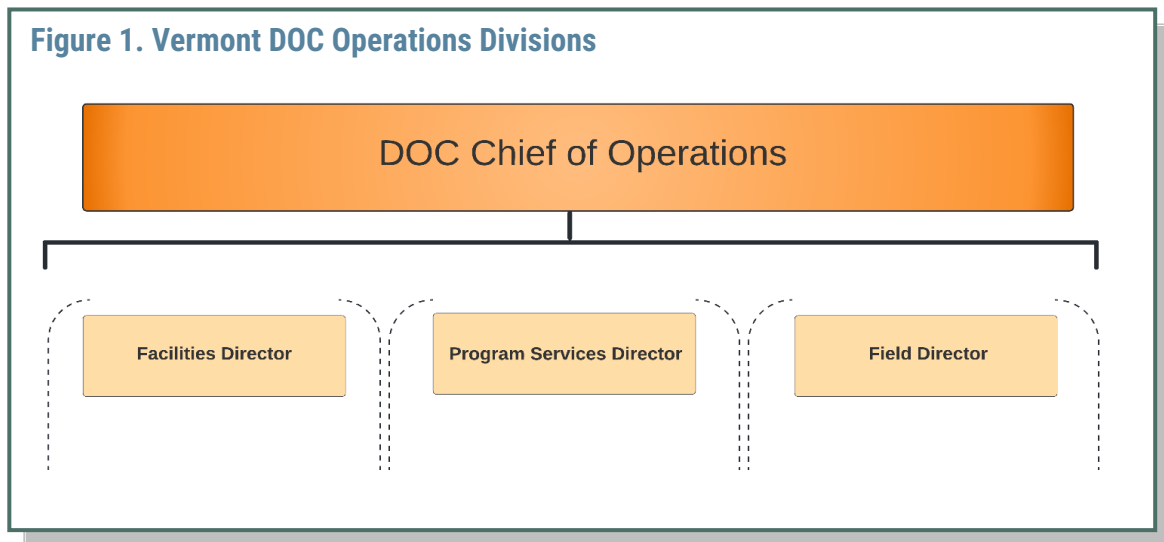 Figure 1. Vermont DOC Operations Divisions
DOC Chief of Operations
Facilities Director
Program Services Director
Field Director